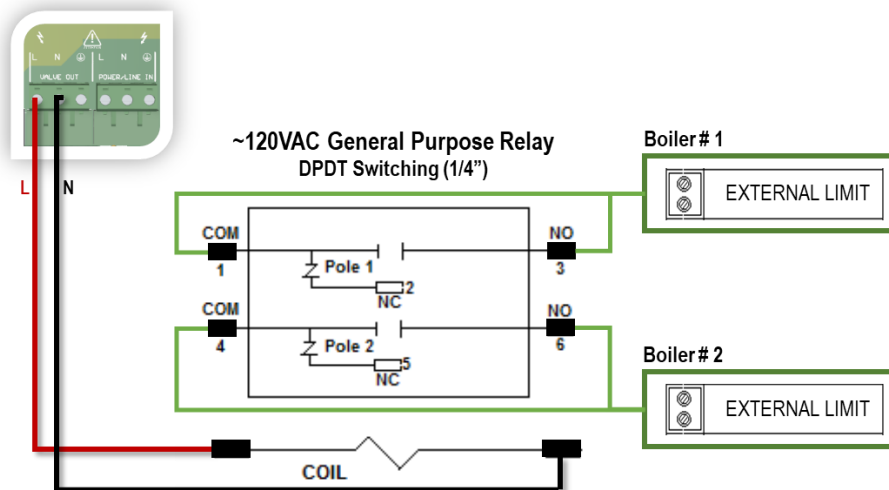 L N L N
VALVE OUT POWER/LINE IN
L N
~120VAC General Purpose Relay
DPDT Switching (1/4”)
Boiler # 1
EXTERNAL LIMIT
COM
1
Pole 1
2
NC
NO
3
COM
4
Pole 2
5
NC
NO
6
Boiler # 2
EXTERNAL LIMIT
COIL